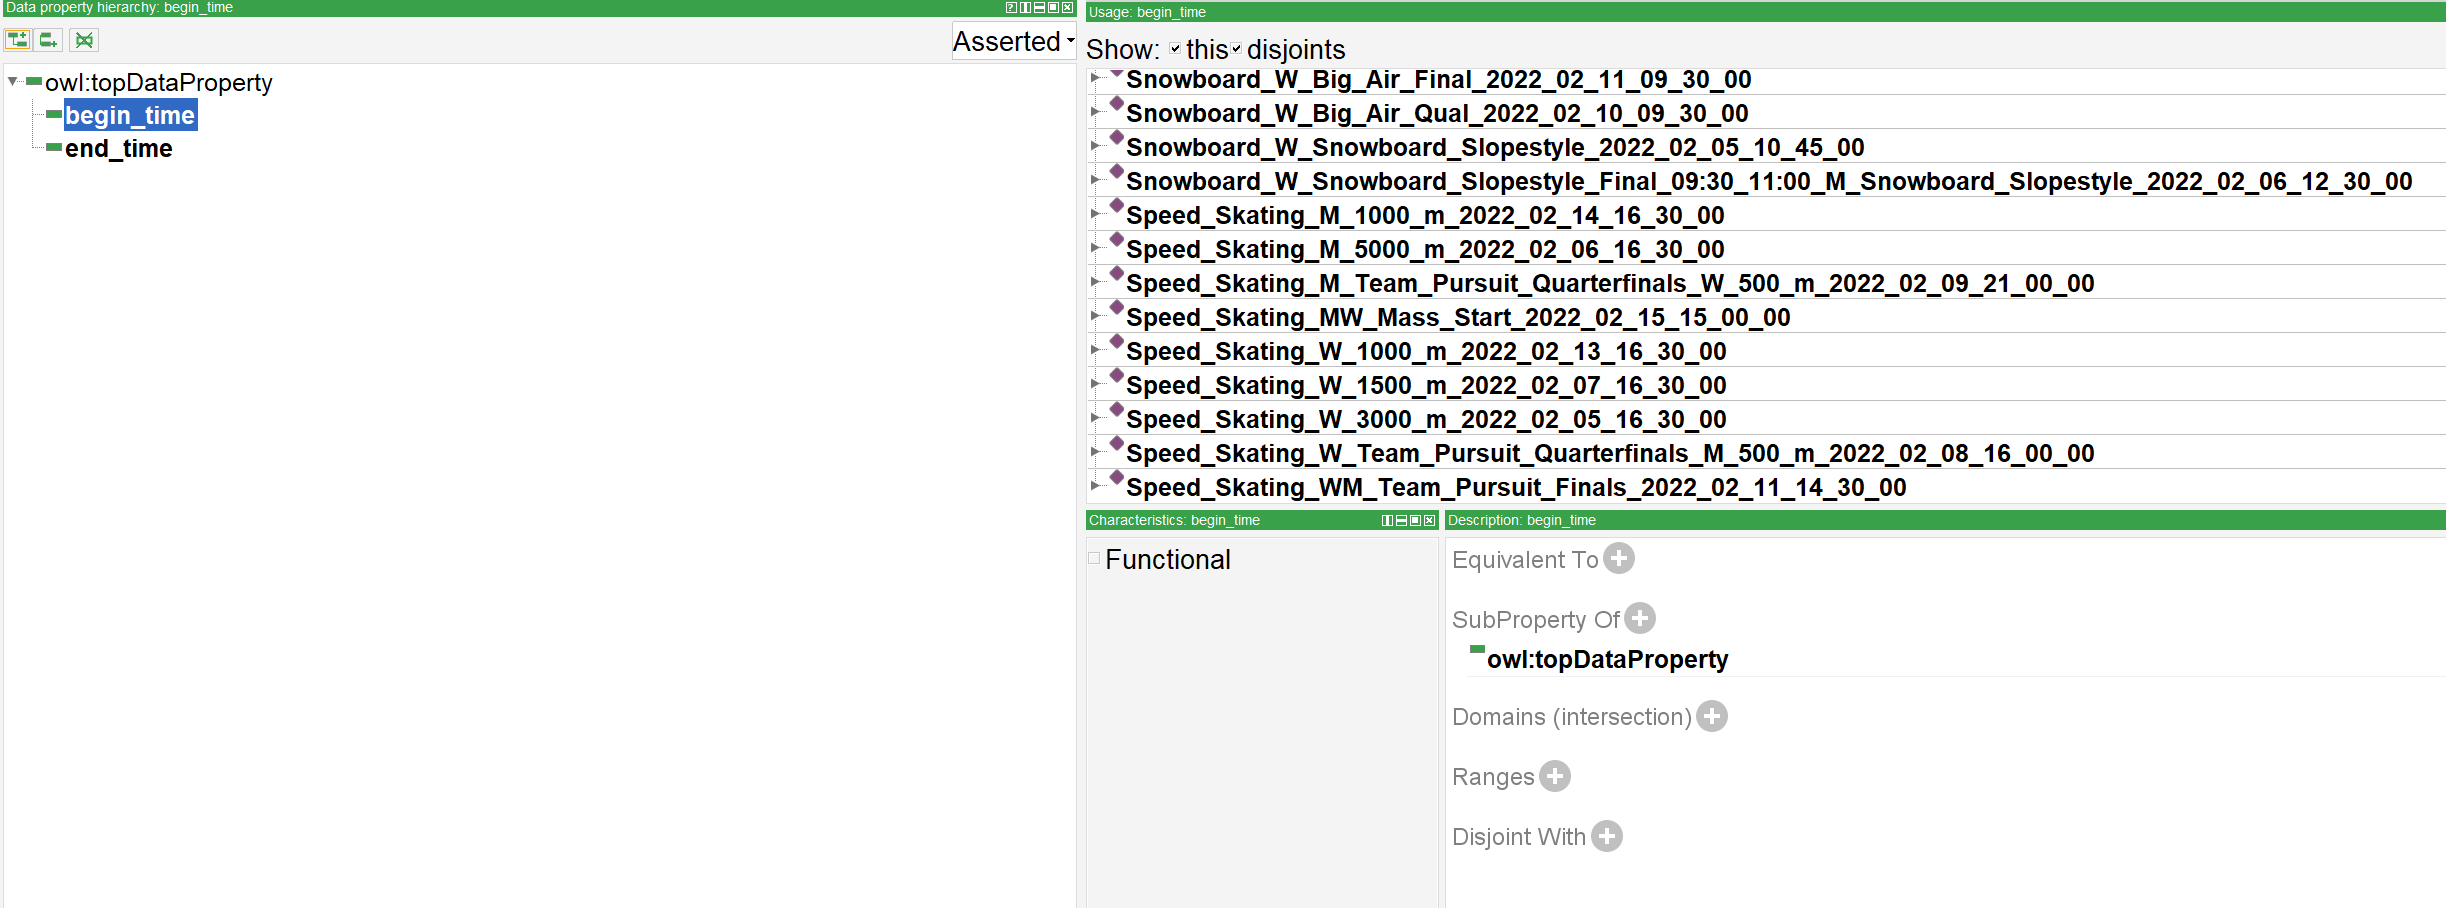 Data property hierarchy: begin_time
Asserted
owl:topDataProperty
begin_time
end_time
Usage: begin_time
Show: this disjoints
Snowboard_W_Big_Air_Final_2022_02_11_09_30_00
Snowboard_W_Big_Air_Qual_2022_02_10_09_30_00
Snowboard_W_Snowboard_Slopestyle_2022_02_05_10_45_00
Snowboard_W_Snowboard_Slopestyle_Final_09:30_11:00_M_Snowboard_Slopestyle_2022_02_06_12_30_00
Speed_Skating_M_1000_m_2022_02_14_16_30_00
Speed_Skating_M_5000_m_2022_02_06_16_30_00
Speed_Skating_M_Team_Pursuit_Quarterfinals_W_500_m_2022_02_09_21_00_00
Speed_Skating_MW_Mass_Start_2022_02_15_15_00_00
Speed_Skating_W_1000_m_2022_02_13_16_30_00
Speed_Skating_W_1500_m_2022_02_07_16_30_00
Speed_Skating_W_3000_m_2022_02_05_16_30_00
Speed_Skating_W_Team_Pursuit_Quarterfinals_M_500_m_2022_02_08_16_00_00
Speed_Skating_WM_Team_Pursuit_Finals_2022_02_11_14_30_00
Characteristics: begin_time
Functional
Description: begin_time
Equivalent To
SubProperty Of
owl:topDataProperty
Domains (intersection)
Ranges
Disjoint With